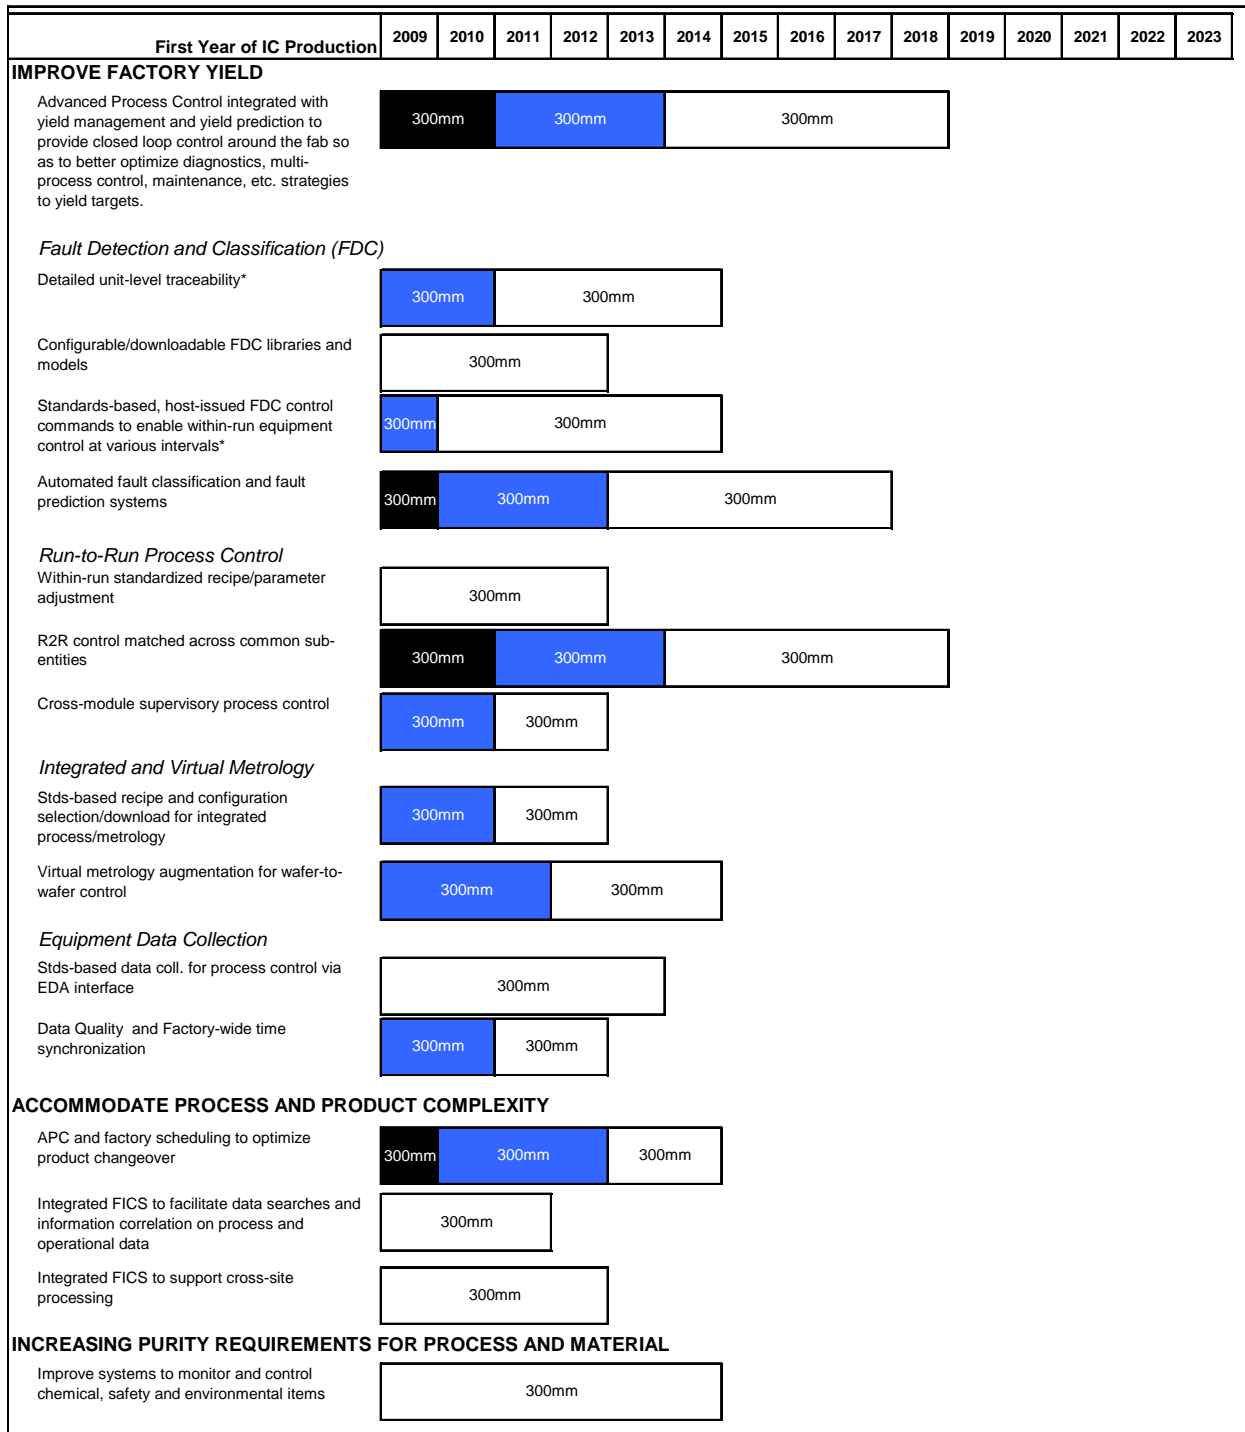 First Year of IC Production 2009 2010 2011 2012 2013 2014 2015 2016 2017 2018 2019 2020 2021 2022 2023
IMPROVE FACTORY YIELD
Advanced Process Control integrated with
yield management and yield prediction to
provide closed loop control around the fab so
as to better optimize diagnostics, multi-
process control, maintenance, etc. strategies
to yield targets.
300mm 300mm 300mm
Fault Detection and Classification (FDC)
Detailed unit-level traceability*
300mm 300mm
Configurable/downloadable FDC libraries and
models
300mm
Standards-based, host-issued FDC control
commands to enable within-run equipment
control at various intervals*
300mm 300mm
Automated fault classification and fault
prediction systems
300mm 300mm 300mm
Run-to-Run Process Control
Within-run standardized recipe/parameter
adjustment
300mm
R2R control matched across common sub-
entities
300mm 300mm 300mm
Cross-module supervisory process control
300mm 300mm
Integrated and Virtual Metrology
Stds-based recipe and configuration
selection/download for integrated
process/metrology
300mm 300mm
Virtual metrology augmentation for wafer-to-
wafer control
300mm 300mm
Equipment Data Collection
Stds-based data coll. for process control via
EDA interface
300mm
Data Quality  and Factory-wide time
synchronization
300mm 300mm
ACCOMMODATE PROCESS AND PRODUCT COMPLEXITY
APC and factory scheduling to optimize
product changeover
300mm 300mm 300mm
Integrated FICS to facilitate data searches and
information correlation on process and
operational data
300mm
Integrated FICS to support cross-site
processing
300mm
INCREASING PURITY REQUIREMENTS FOR PROCESS AND MATERIAL
Improve systems to monitor and control
chemical, safety and environmental items
300mm